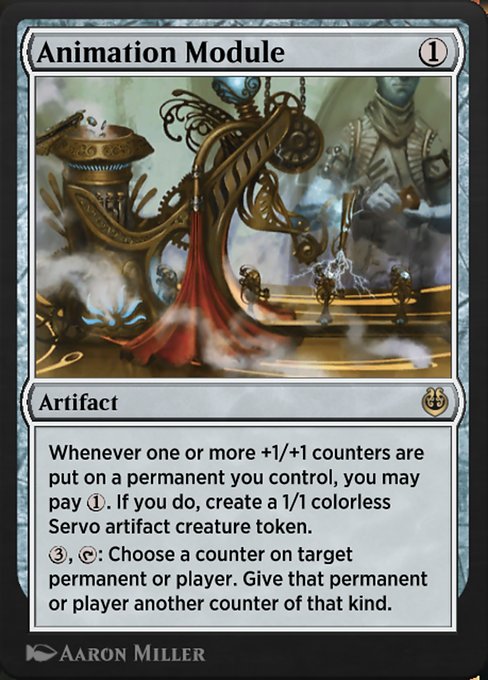 Animation Module 1
Artifact
Whenever one or more +1/+1 counters are
put on a permanent you control, you may
pay 1. If you do, create a 1/1 colorless
Servo artifact creature token.
3, T: Choose a counter on target
permanent or player. Give that permanent
or player another counter of that kind.
Aaron Miller